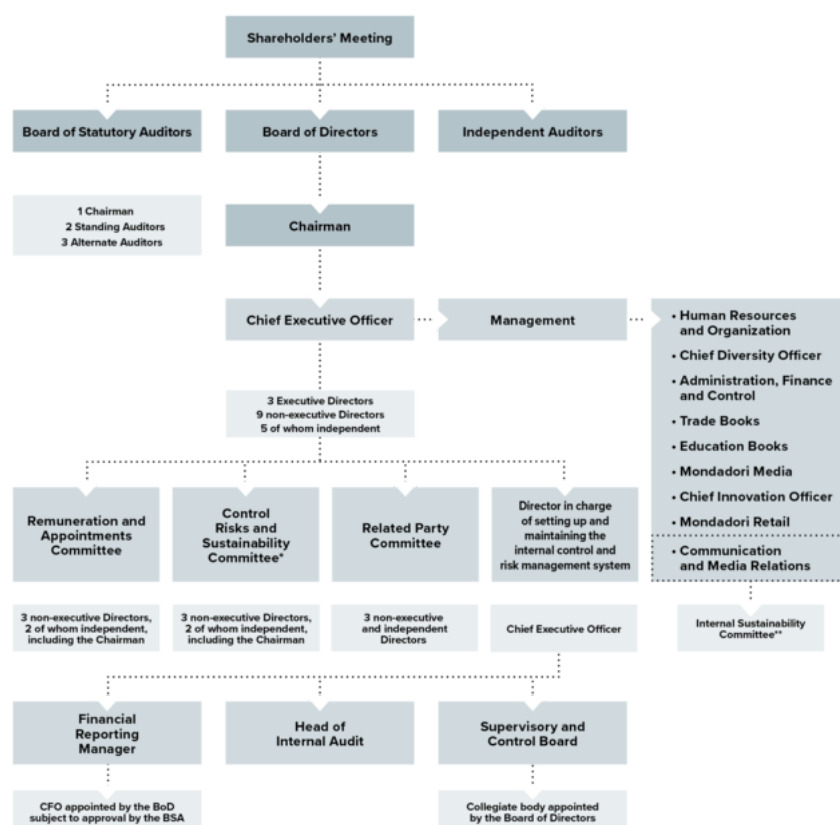 Shareholders' Meeting
Board of Statutory Auditors
Board of Directors
Independent Auditors
1 Chairman
2 Standing Auditors
3 Alternate Auditors
Chairman
Chief Executive Officer
Management
• Human Resources
and Organization
• Chief Diversity Officer
• Administration, Finance
and Control
• Trade Books
• Education Books
• Mondadori Media
• Chief Innovation Officer
• Mondadori Retail
• Communication
and Media Relations
3 Executive Directors
9 non-executive Directors
5 of whom independent
Remuneration and
Appointments
Committee
Control
Risks and
Sustainability
Committee*
Related Party
Committee
Director in charge
of setting up and
maintaining the
internal control and
risk management system
3 non-executive Directors,
2 of whom independent,
including the Chairman
3 non-executive Directors,
2 of whom independent,
including the Chairman
3 non-executive
and independent
Directors
Chief Executive Officer
Internal Sustainability
Committee**
Financial
Reporting
Manager
Head of
Internal Audit
Supervisory and
Control Board
CFO appointed by the BoD
subject to approval by the BSA
Collegiate body appointed
by the Board of Directors